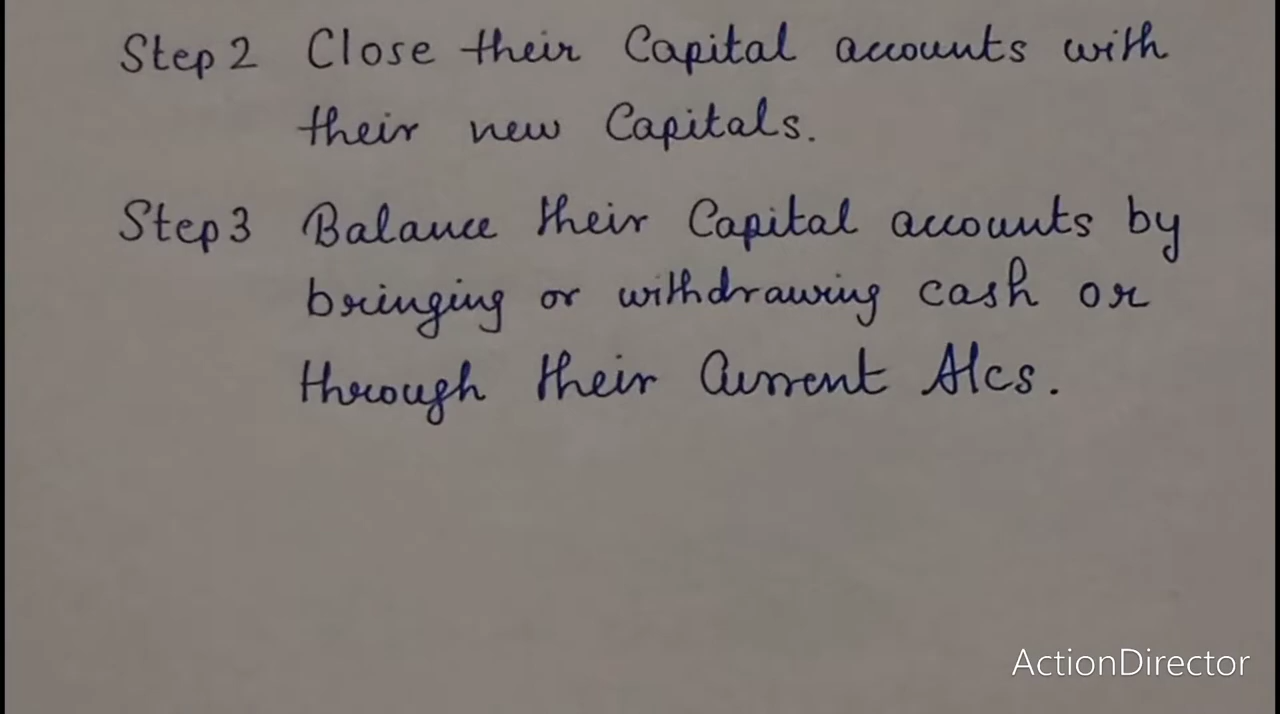 Step 2 Close their Capital accounts with
their new Capitals.
Step 3 Balance their Capital accounts by
bringing or withdrawing cash or
through their Current A/cs.
ActionDirector